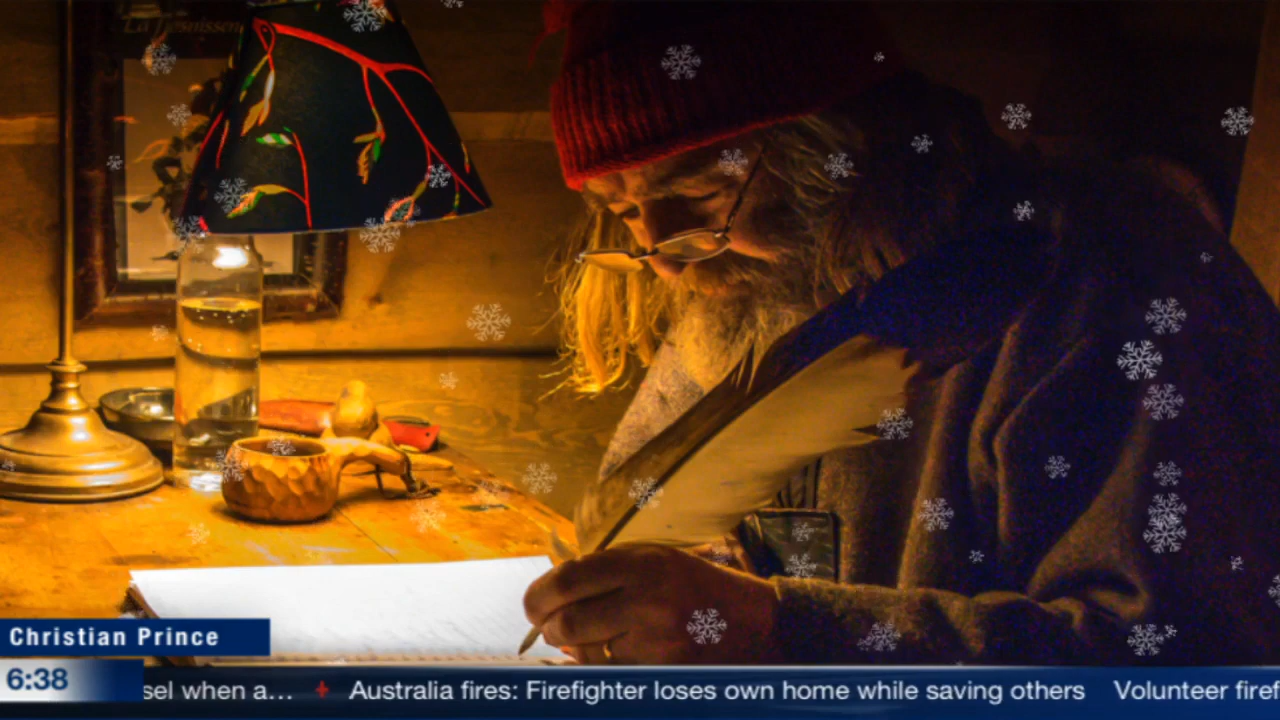 Christian Prince
6:38
sel when a… + Australia fires: Firefighter loses own home while saving others Volunteer firef